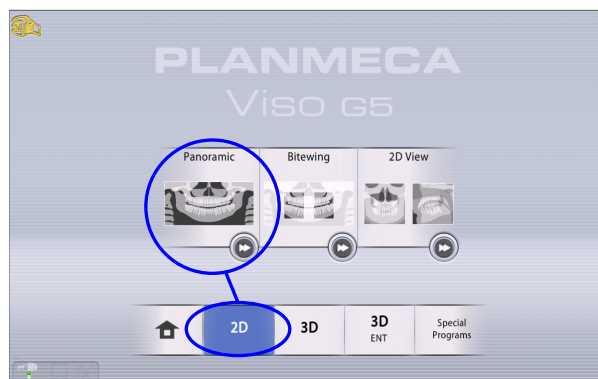 PLANMECA
VISO G5
Panoramic
Bitewing
2D View
2D
3D
3D
ENT
Special
Programs